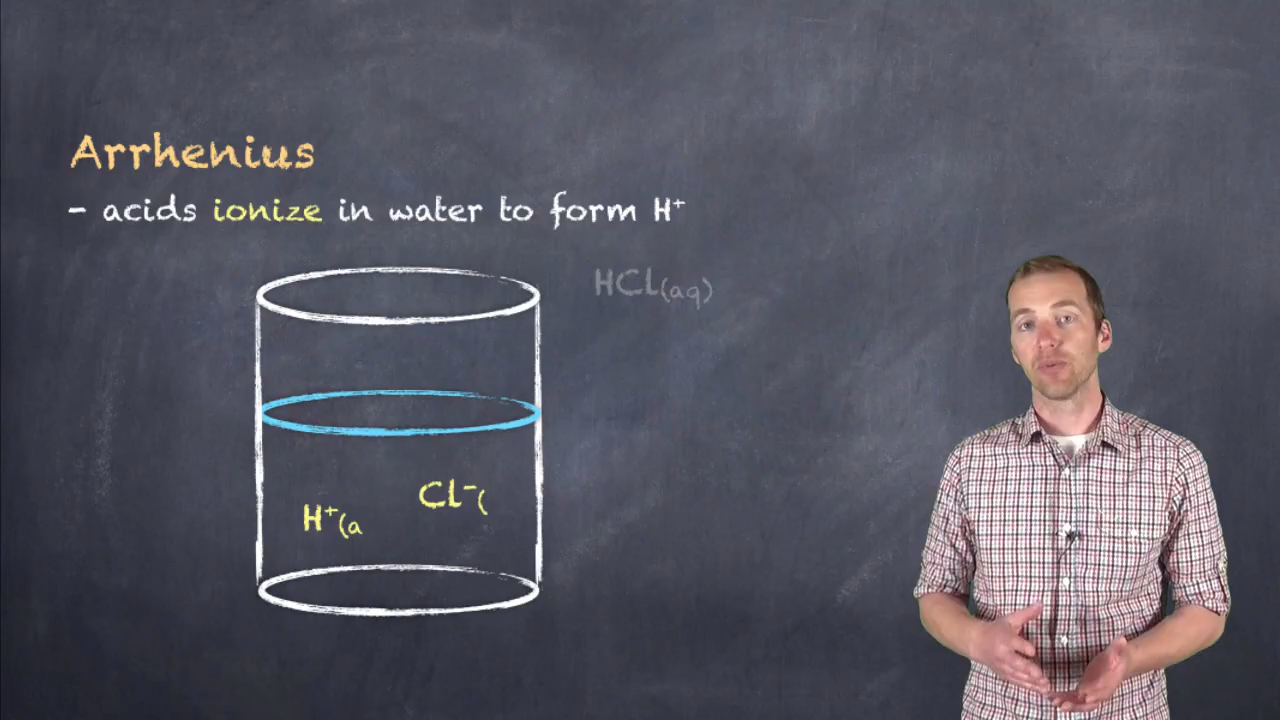 Arrhenius
- acids ionize in water to form H⁺
HCl(aq)
Cl⁻(
H⁺(a